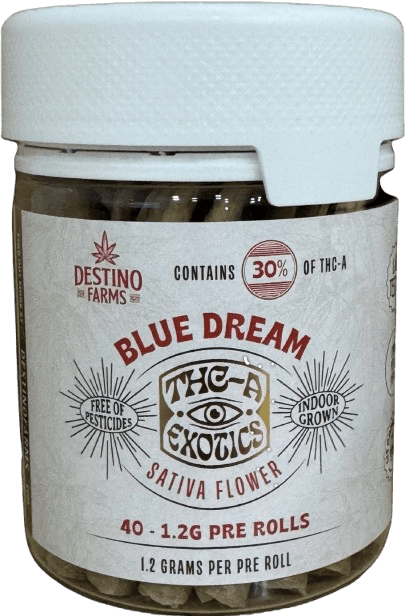 DESTINO
FARMS
CONTAINS 30% OF THC-A
BLUE DREAM
THC-A
EXOTICS
FREE OF
PESTICIDES
INDOOR
GROWN
SATIVA FLOWER
40 - 1.2G PRE ROLLS
1.2 GRAMS PER PRE ROLL